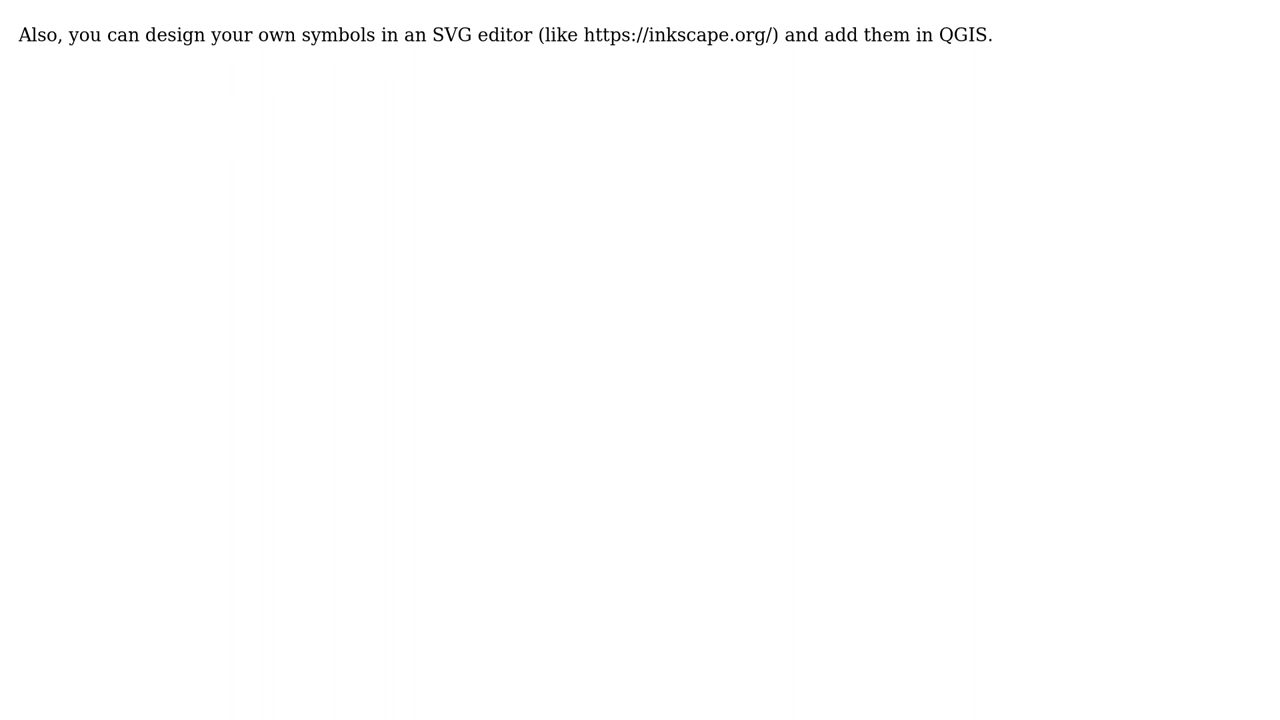 Also, you can design your own symbols in an SVG editor (like https://inkscape.org/) and add them in QGIS.